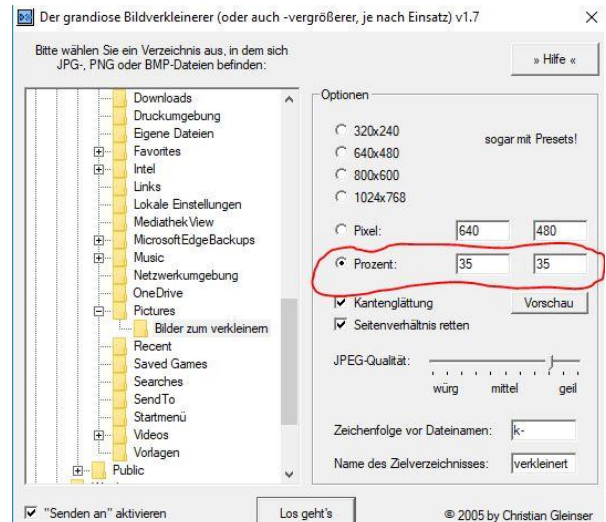 Der grandiose Bildverkleinerer (oder auch -vergrößerer, je nach Einsatz) v1.7
Bitte wählen Sie ein Verzeichnis aus, in dem sich
JPG-, PNG oder BMP-Dateien befinden:
» Hilfe «
Downloads
Druckumgebung
Eigene Dateien
Favorites
Intel
Links
Lokale Einstellungen
MediathekView
MicrosoftEdgeBackups
Music
Netzwerkumgebung
OneDrive
Pictures
Bilder zum verkleinern
Recent
Saved Games
Searches
SendTo
Startmenü
Videos
Vorlagen
Public
Optionen
320x240
sogar mit Presets!
640x480
800x600
1024x768
Pixel: 640 480
Prozent: 35 35
Kantenglättung Vorschau
Seitenverhältnis retten
JPEG-Qualität:
würg mittel geil
Zeichenfolge vor Dateinamen: k-
Name des Zielverzeichnisses: verkleinert
"Senden an" aktivieren
Los geht's
© 2005 by Christian Gleinser